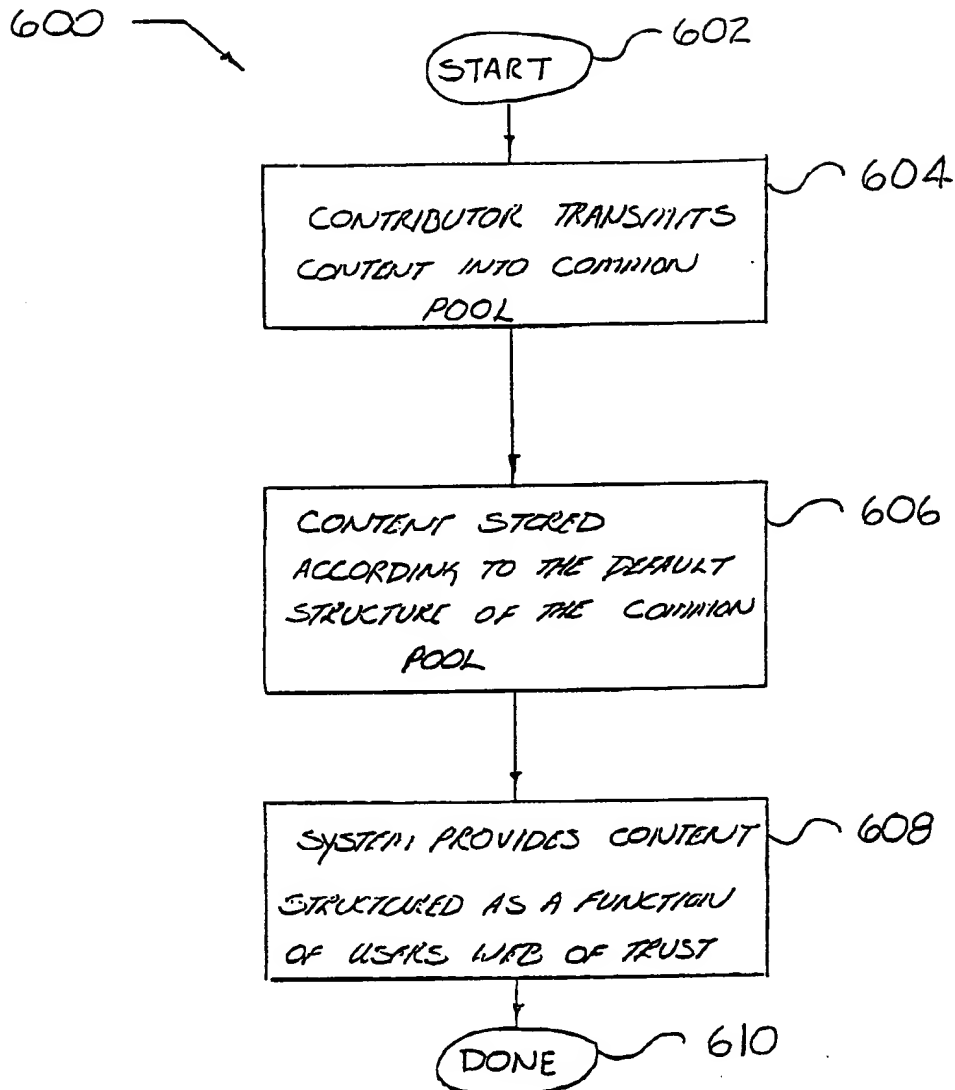 600
602
START
604
CONTRIBUTOR TRANSMITS
CONTENT INTO COMMON
POOL
606
CONTENT STORED
ACCORDING TO THE DEFAULT
STRUCTURE OF THE COMMON
POOL
608
SYSTEM PROVIDES CONTENT
STRUCTURED AS A FUNCTION
OF USERS WEB OF TRUST
DONE
610